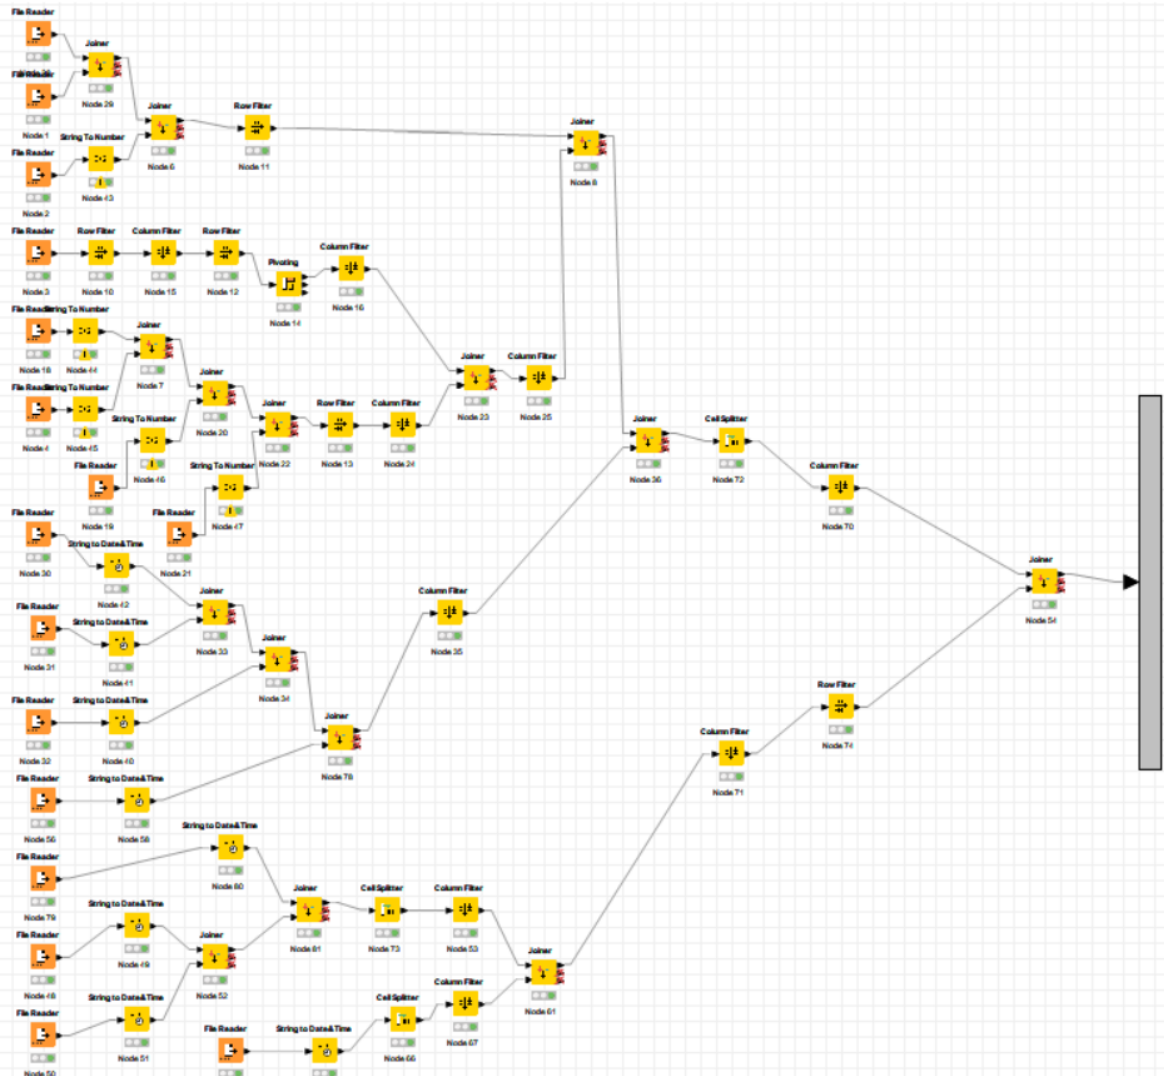 File Reader
Joiner
File Reader
Node 29
Joiner
Row Filter
Joiner
Node 1
String To Number
File Reader
Node 6
Node 11
Node 8
Node 43
Node 2
File Reader
Row Filter
Column Filter
Row Filter
Column Filter
Pivoting
Node 3
Node 10
Node 15
Node 12
Node 16
Node 14
File Reader
String To Number
Joiner
Joiner
Column Filter
Node 18
Node 44
Node 7
Joiner
File Reader
String To Number
Joiner
Row Filter
Column Filter
Node 23
Node 25
String To Number
Joiner
Cell Splitter
Node 20
Node 4
Node 45
Node 22
Node 13
Node 24
File Reader
Node 46
String To Number
Node 36
Node 72
Column Filter
File Reader
Node 19
File Reader
Node 47
Node 70
String to Date&Time
Joiner
Node 30
Node 21
Joiner
Column Filter
Node 42
File Reader
String to Date&Time
Node 54
Joiner
Node 33
Node 35
Node 31
Node 41
Row Filter
File Reader
String to Date&Time
Node 34
Joiner
Column Filter
Node 74
Node 32
Node 40
Node 78
File Reader
String to Date&Time
Node 71
String to Date&Time
Node 56
Node 58
File Reader
Node 80
Joiner
Cell Splitter
Column Filter
String to Date&Time
Node 79
File Reader
Joiner
Node 81
Node 73
Node 53
Joiner
Node 49
Column Filter
Node 48
String to Date&Time
Node 52
Cell Splitter
Node 61
File Reader
File Reader
String to Date&Time
Node 67
Node 51
Node 66
Node 50